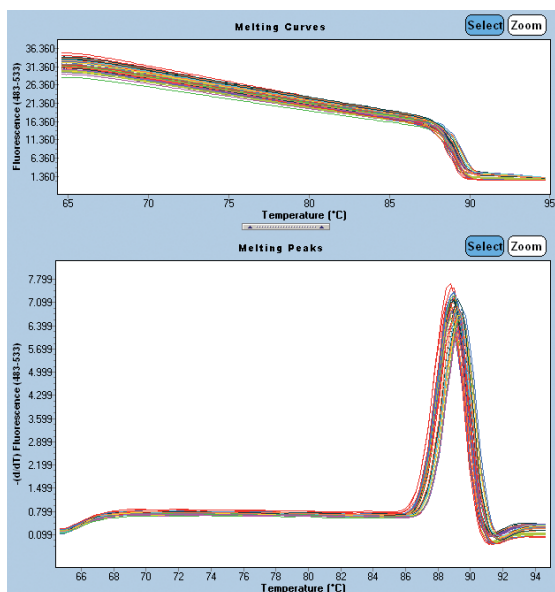 Melting Curves
Select Zoom
36.360
31.360
26.360
21.360
16.360
11.360
6.360
1.360
Fluorescence (483-533)
65 70 75 80 85 90 95
Temperature (°C)
Melting Peaks
Select Zoom
7.799
7.099
6.399
5.699
4.999
4.299
3.599
2.899
2.199
1.499
0.799
0.099
-(d/dT) Fluorescence (483-533)
66 68 70 72 74 76 78 80 82 84 86 88 90 92 94
Temperature (°C)